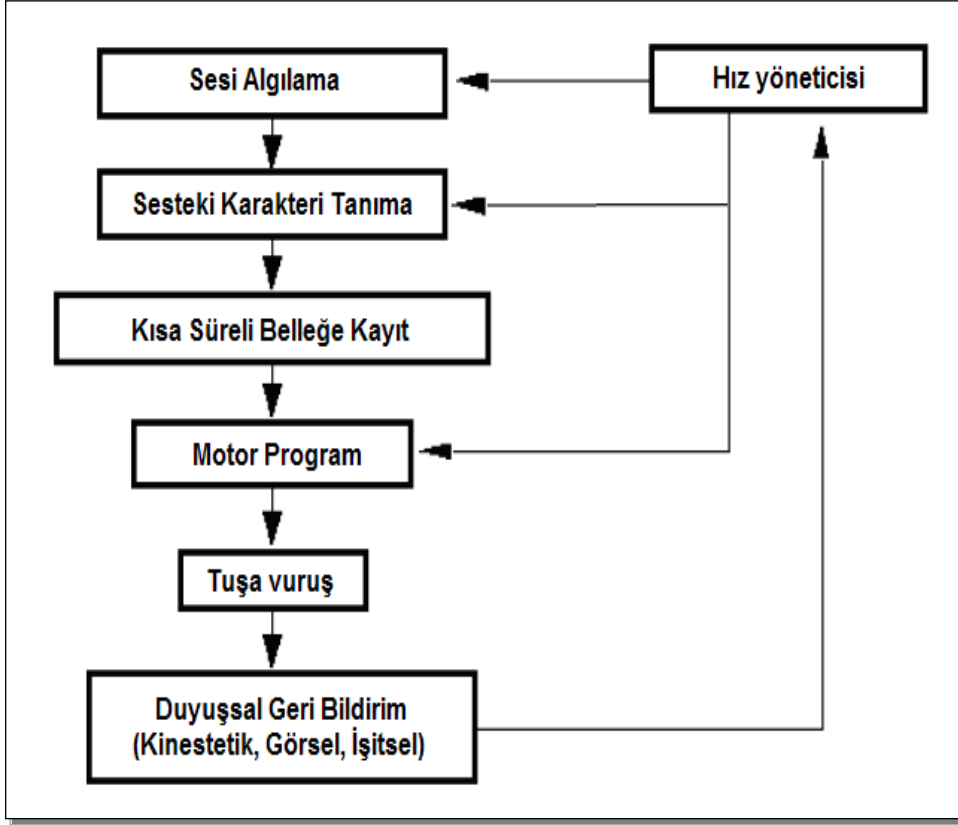 Sesi Algılama
Hız yöneticisi
Sesteki Karakteri Tanıma
Kısa Süreli Belleğe Kayıt
Motor Program
Tuşa vuruş
Duyuşsal Geri Bildirim
(Kinestetik, Görsel, İşitsel)